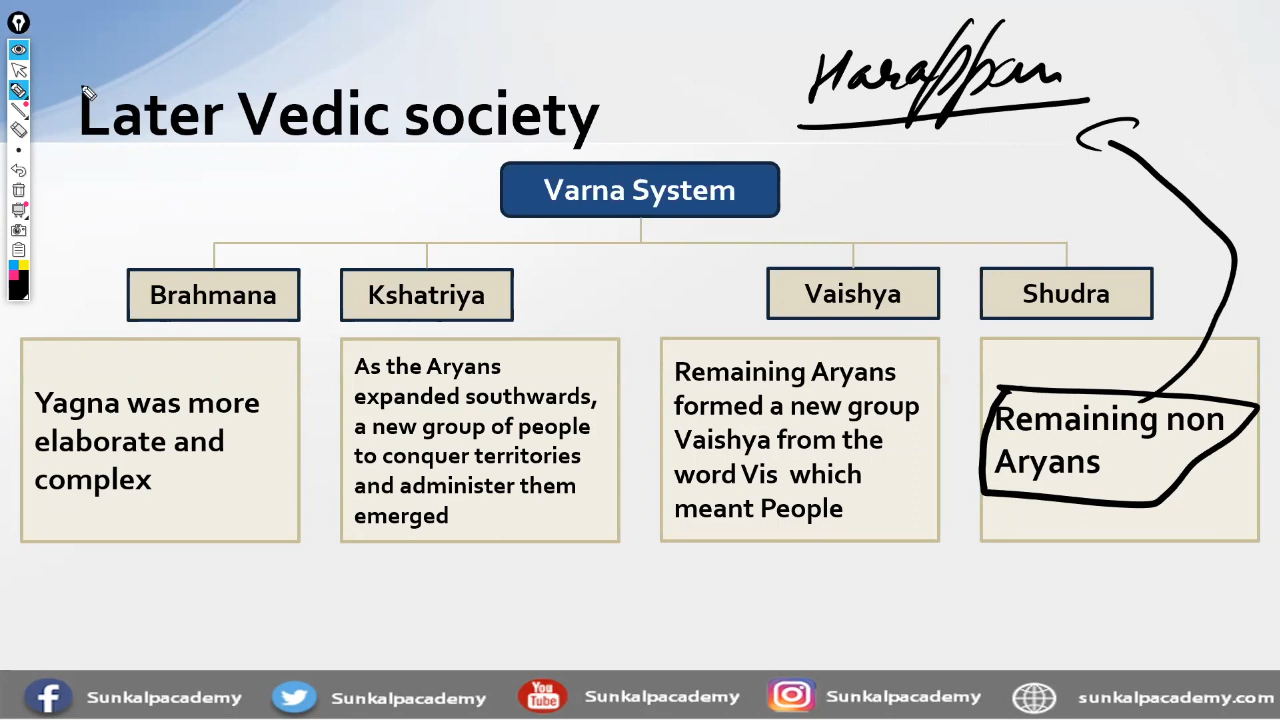 Harappan
Later Vedic society
Varna System
Brahmana
Kshatriya
Vaishya
Shudra
Yagna was more
elaborate and
complex
As the Aryans
expanded southwards,
a new group of people
to conquer territories
and administer them
emerged
Remaining Aryans
formed a new group
Vaishya from the
word Vis which
meant People
Remaining non
Aryans
Sunkalpacademy
Sunkalpacademy
You
Tube
Sunkalpacademy
Sunkalpacademy
sunkalpacademy.com